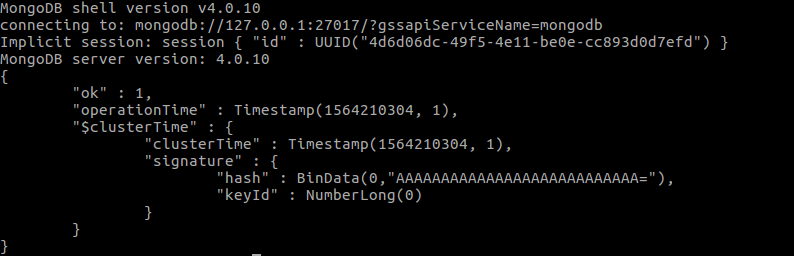 MongoDB shell version v4.0.10
connecting to: mongodb://127.0.0.1:27017/?gssapiServiceName=mongodb
Implicit session: session { "id" : UUID("4d6d06dc-49f5-4e11-be0e-cc893d0d7efd") }
MongoDB server version: 4.0.10
{
        "ok" : 1,
        "operationTime" : Timestamp(1564210304, 1),
        "$clusterTime" : {
                "clusterTime" : Timestamp(1564210304, 1),
                "signature" : {
                        "hash" : BinData(0,"AAAAAAAAAAAAAAAAAAAAAAAAAAA="),
                        "keyId" : NumberLong(0)
                }
        }
}